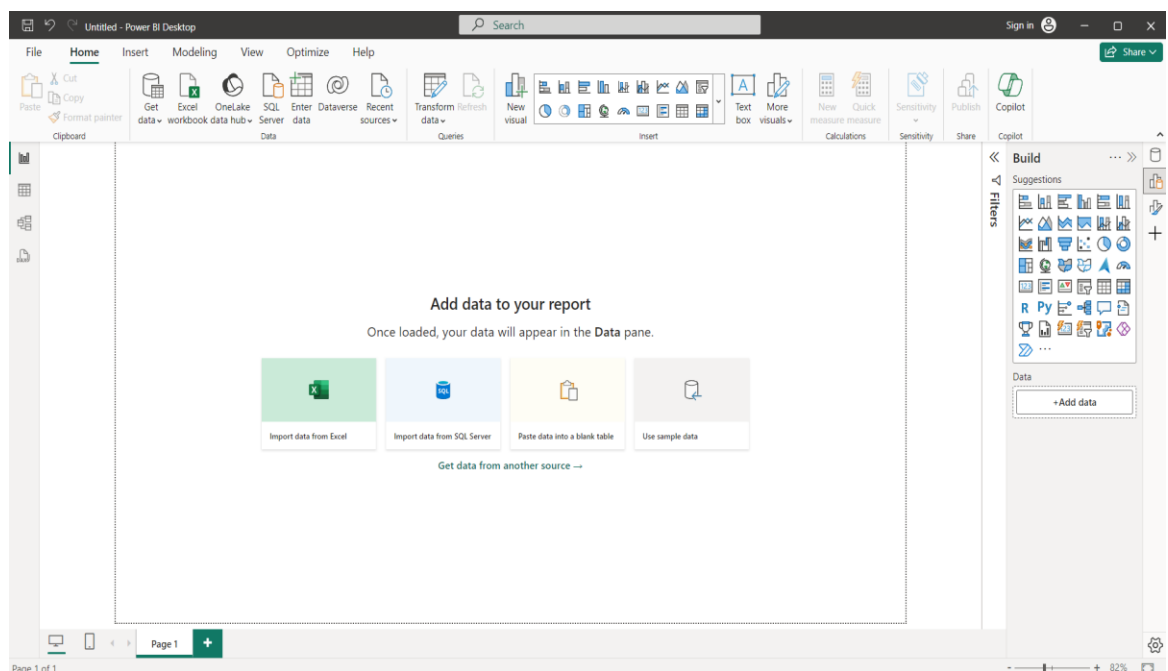 Untitled - Power BI Desktop
Search
Sign in
File Home Insert Modeling View Optimize Help
Share
Paste
Cut
Copy
Format painter
Clipboard
Get data
Excel workbook
OneLake data hub
SQL Server
Enter data
Dataverse
Recent sources
Data
Transform data
Refresh
Queries
New visual
Text box
More visuals
Insert
New measure
Quick measure
Calculations
Sensitivity
Sensitivity
Publish
Share
Copilot
Copilot
Filters
Build
Suggestions
R Py
Data
+Add data
Add data to your report
Once loaded, your data will appear in the Data pane.
Import data from Excel
SQL
Import data from SQL Server
Paste data into a blank table
Use sample data
Get data from another source →
Page 1
+
Page 1 of 1
- + 82%